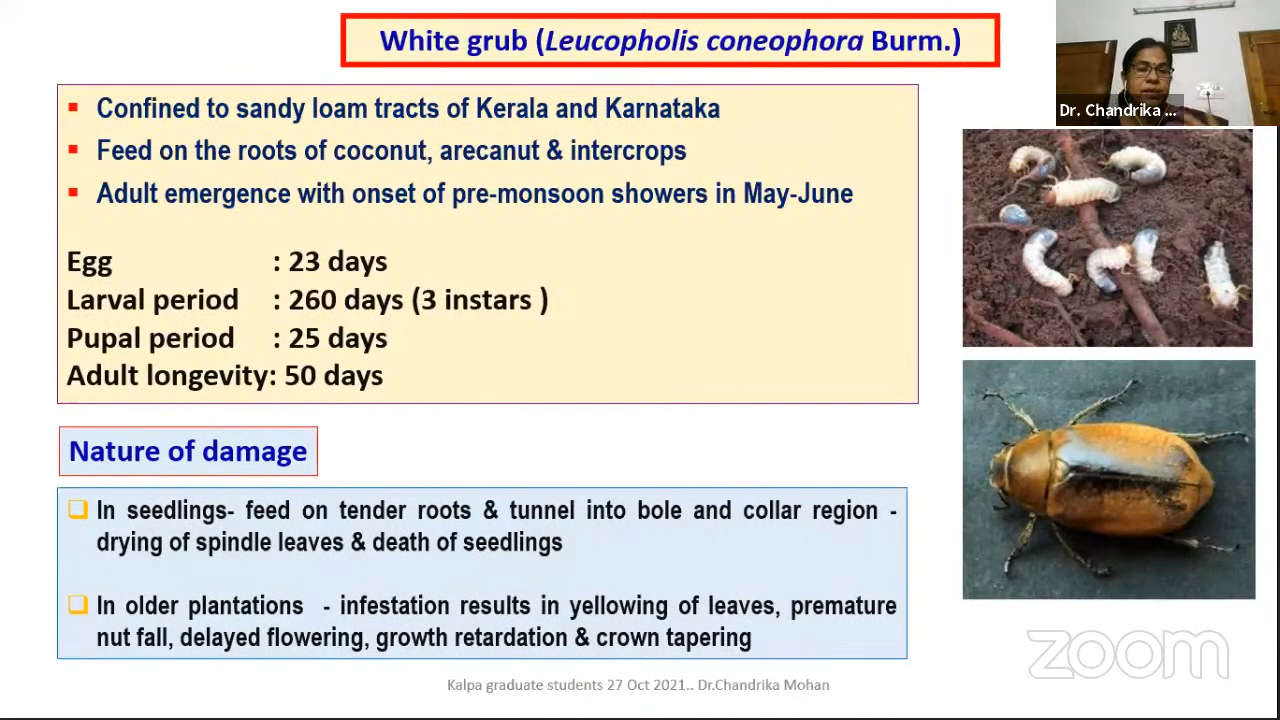 White grub (Leucopholis coneophora Burm.)
Dr. Chandrika ...
Confined to sandy loam tracts of Kerala and Karnataka
Feed on the roots of coconut, arecanut & intercrops
Adult emergence with onset of pre-monsoon showers in May-June
Egg : 23 days
Larval period : 260 days (3 instars )
Pupal period : 25 days
Adult longevity: 50 days
Nature of damage
In seedlings- feed on tender roots & tunnel into bole and collar region -
drying of spindle leaves & death of seedlings
In older plantations - infestation results in yellowing of leaves, premature
nut fall, delayed flowering, growth retardation & crown tapering
zoom
Kalpa graduate students 27 Oct 2021.. Dr.Chandrika Mohan